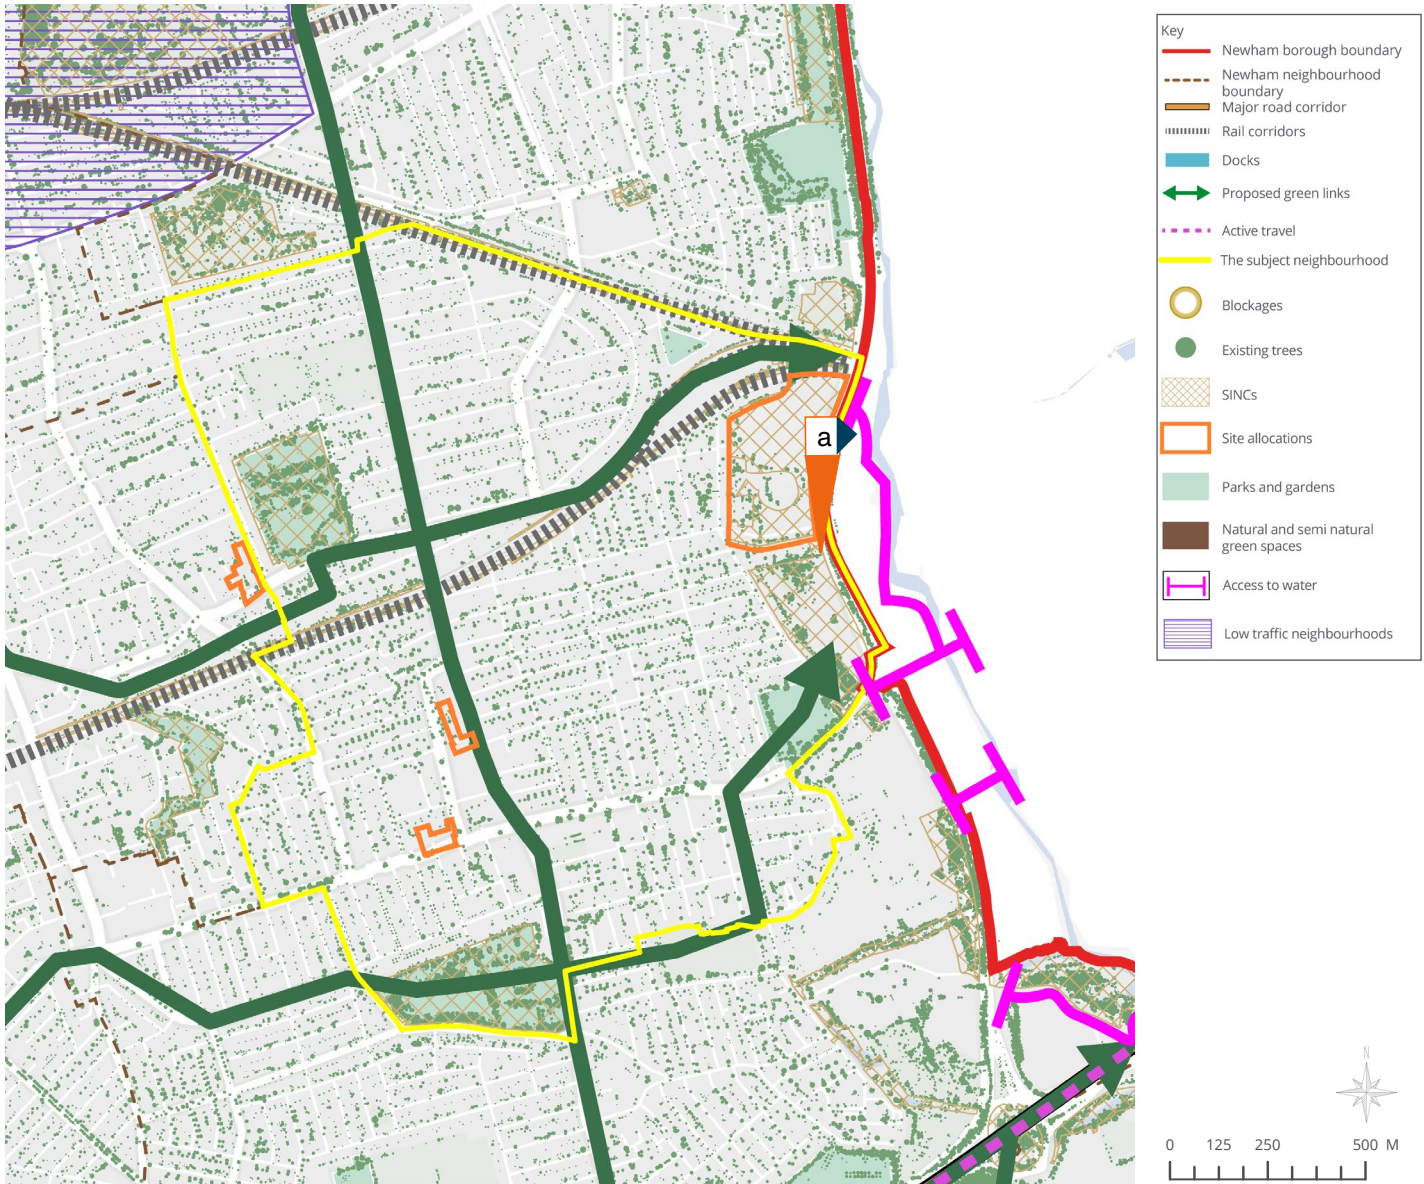 Key
Newham borough boundary
Newham neighbourhood
boundary
Major road corridor
Rail corridors
Docks
Proposed green links
Active travel
The subject neighbourhood
Blockages
Existing trees
SINCs
Site allocations
Parks and gardens
Natural and semi natural
green spaces
Access to water
Low traffic neighbourhoods
a
N
0 125 250 500 M